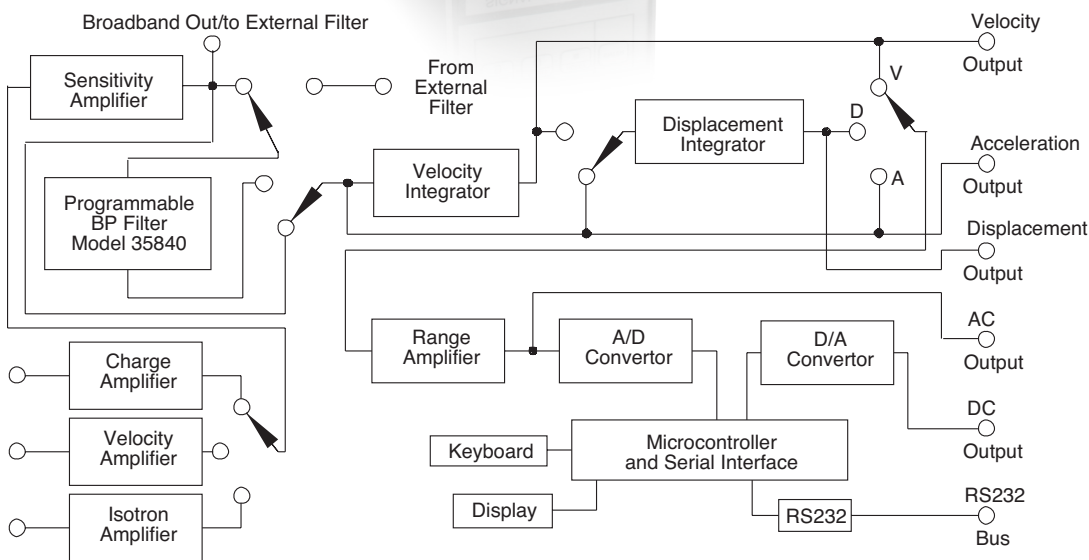 Broadband Out/to External Filter
Sensitivity
Amplifier
From
External
Filter
Velocity
Output
V
D
A
Displacement
Integrator
Velocity
Integrator
Acceleration
Output
Programmable
BP Filter
Model 35840
Displacement
Output
Range
Amplifier
A/D
Convertor
D/A
Convertor
AC
Output
Charge
Amplifier
DC
Output
Velocity
Amplifier
Keyboard
Microcontroller
and Serial Interface
Isotron
Amplifier
Display
RS232
RS232
Bus